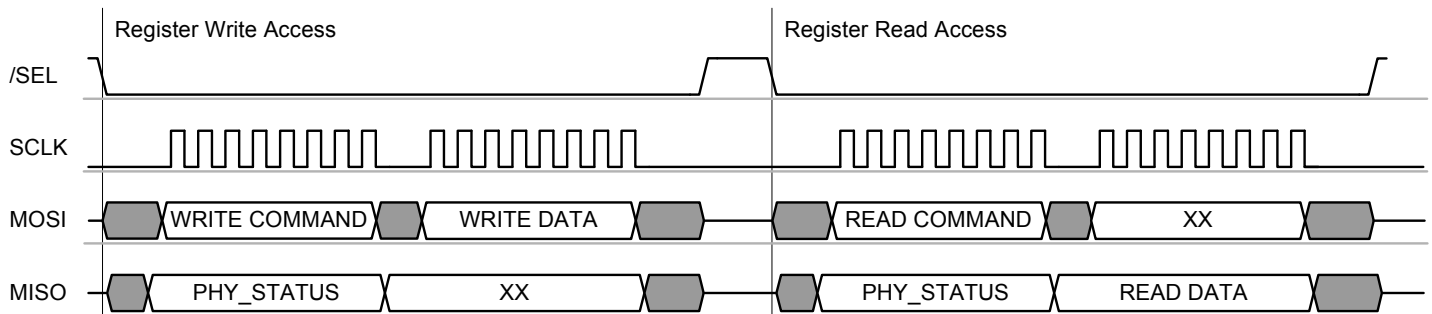 Register Write Access Register Read Access
/SEL
SCLK
MOSI WRITE COMMAND WRITE DATA READ COMMAND XX
MISO PHY_STATUS XX PHY_STATUS READ DATA